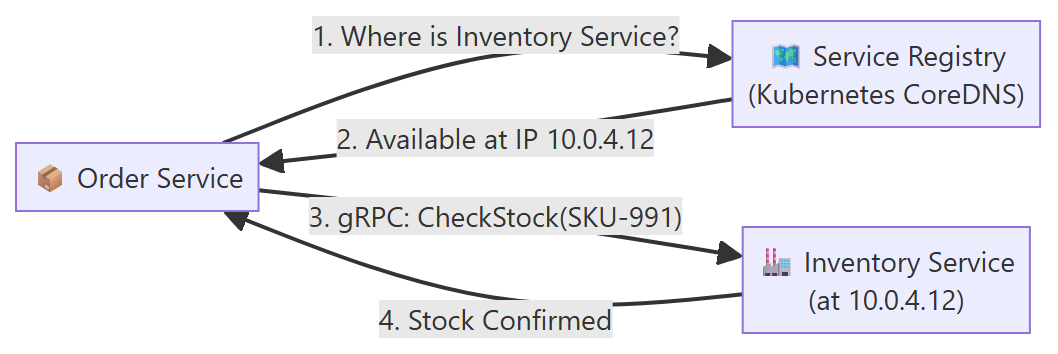 1. Where is Inventory Service?
Service Registry
(Kubernetes CoreDNS)
2. Available at IP 10.0.4.12
Order Service
3. gRPC: CheckStock(SKU-991)
Inventory Service
(at 10.0.4.12)
4. Stock Confirmed